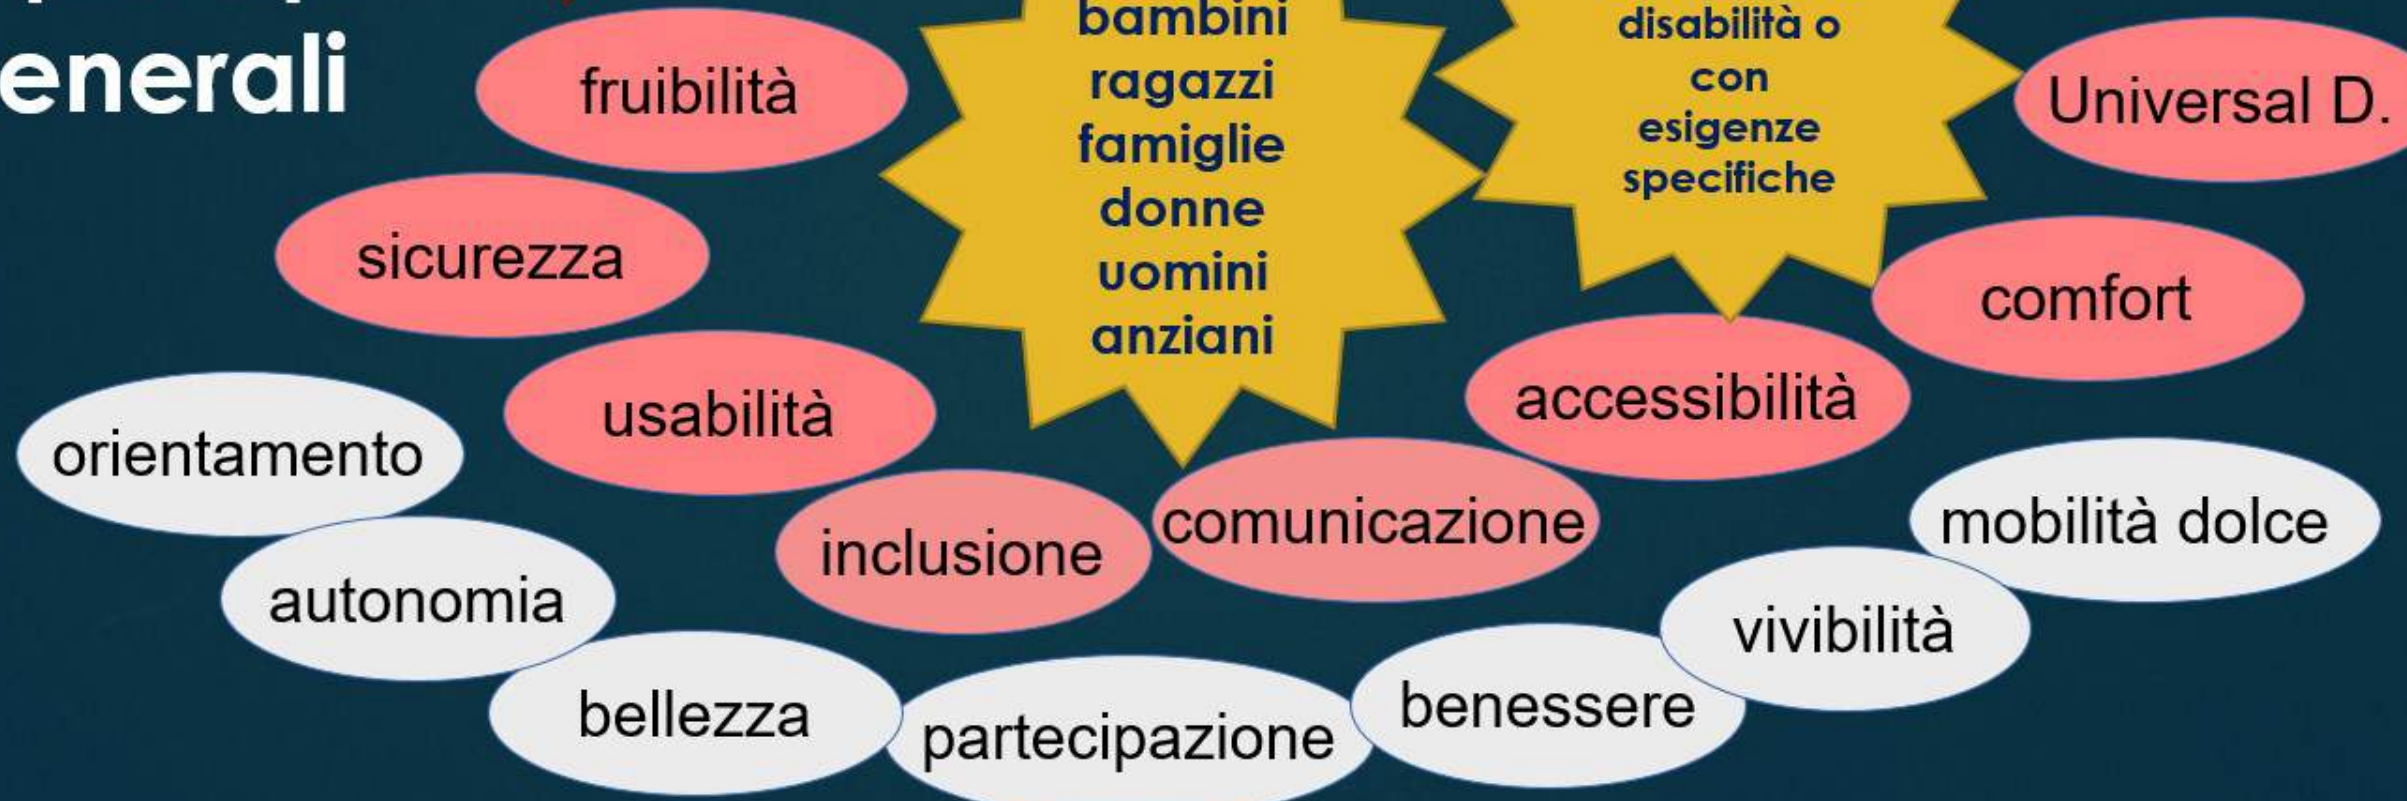 enerali
fruibilità
sicurezza
usabilità
bambini
ragazzi
famiglie
donne
uomini
anziani
disabilità o
con
esigenze
specifiche
Universal D.
comfort
accessibilità
comunicazione
inclusione
orientamento
autonomia
bellezza
partecipazione
benessere
vivibilità
mobilità dolce